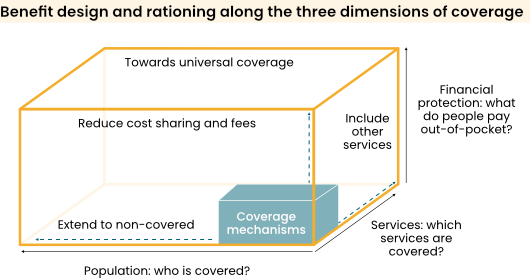 Benefit design and rationing along the three dimensions of coverage
Towards universal coverage
Financial
protection: what
do people pay
out-of-pocket?
Reduce cost sharing and fees
Include
other
services
Coverage
mechanisms
Extend to non-covered
Services: which
services are
covered?
Population: who is covered?